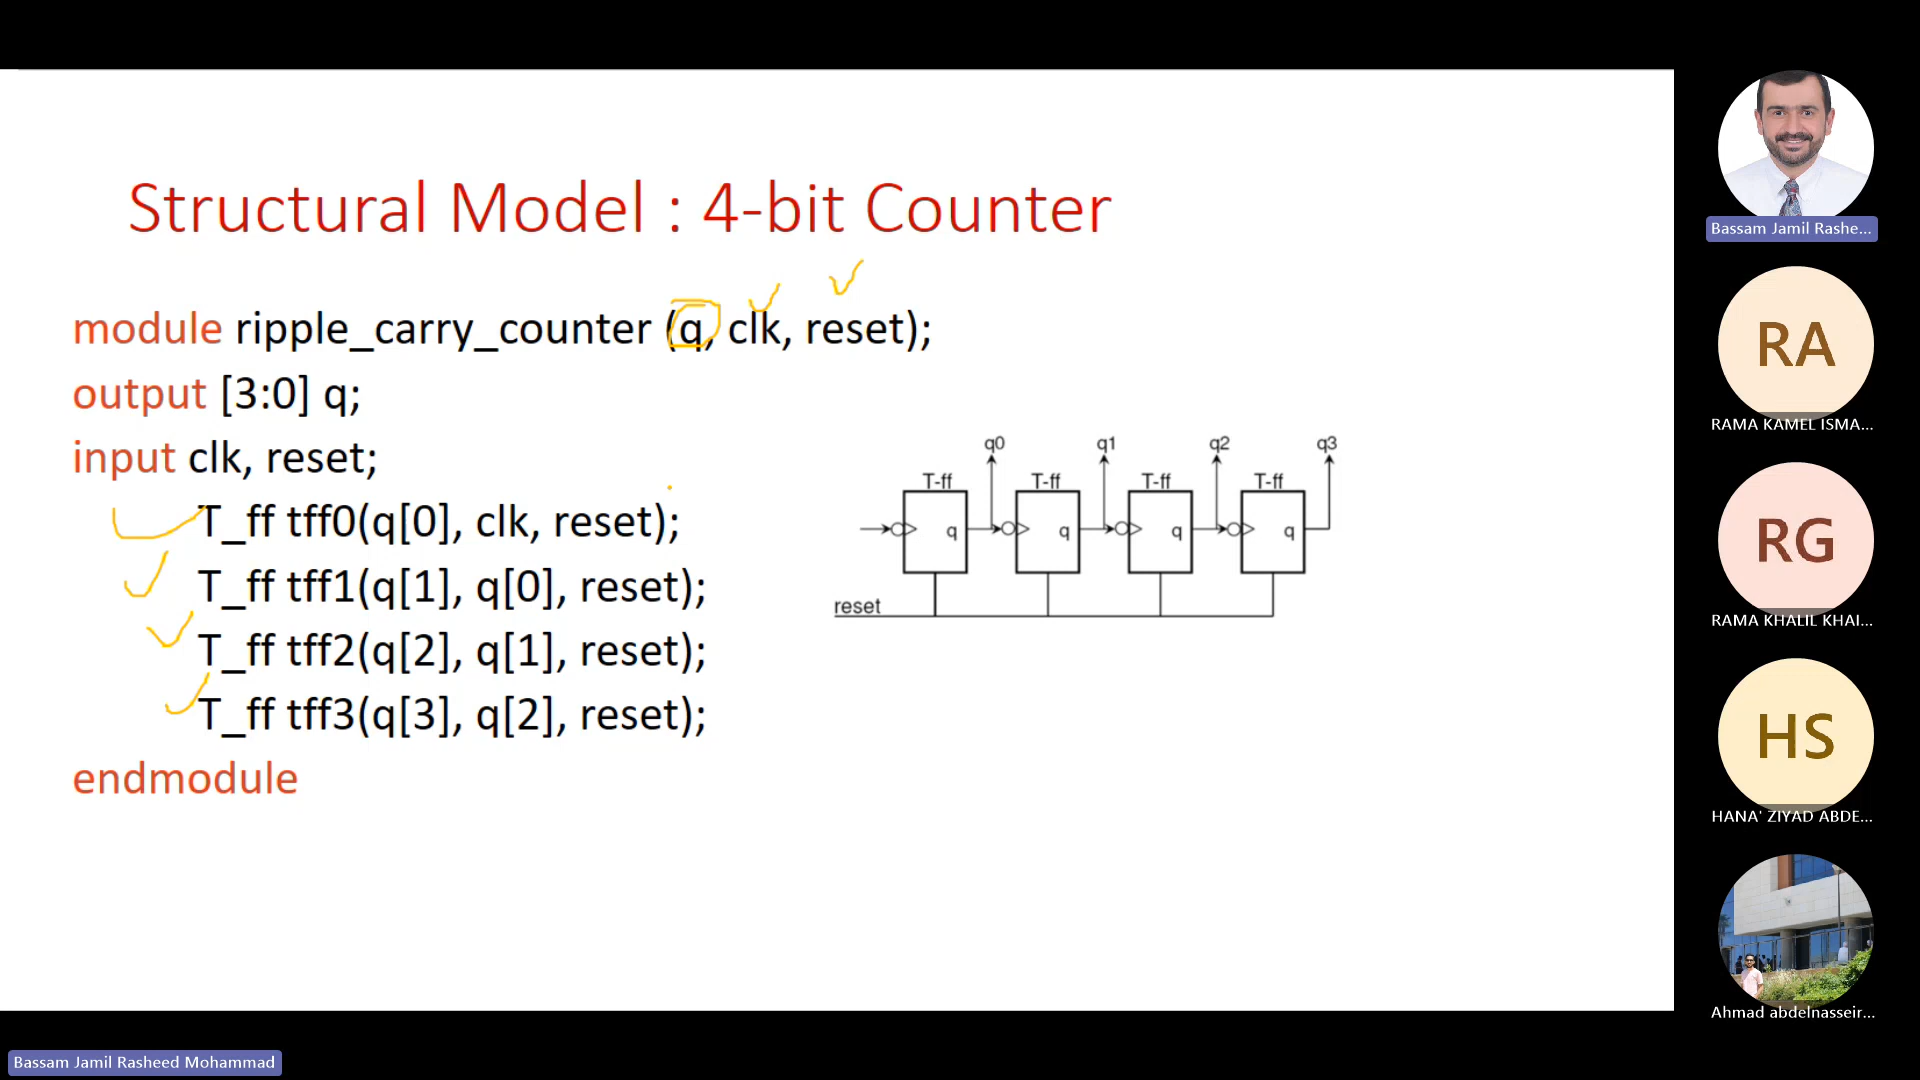 Structural Model : 4-bit Counter
module ripple_carry_counter (q, clk, reset);
output [3:0] q;
input clk, reset;
T_ff tff0(q[0], clk, reset);
T_ff tff1(q[1], q[0], reset);
T_ff tff2(q[2], q[1], reset);
T_ff tff3(q[3], q[2], reset);
endmodule
q0 q1 q2 q3
T-ff T-ff T-ff T-ff
q q q q
reset
Bassam Jamil Rashe...
RA
RAMA KAMEL ISMA...
RG
RAMA KHALIL KHAI...
HS
HANA' ZIYAD ABDE...
Ahmad abdelnasseir...
Bassam Jamil Rasheed Mohammad